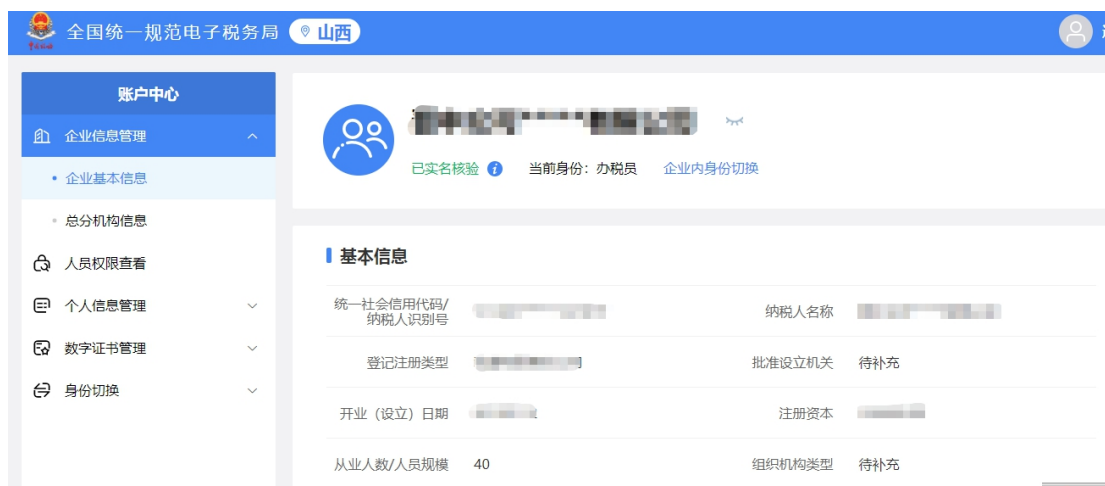 全国统一规范电子税务局 山西
账户中心
企业信息管理
企业基本信息
总分机构信息
人员权限查看
个人信息管理
数字证书管理
身份切换
已实名核验 当前身份：办税员 企业内身份切换
基本信息
统一社会信用代码/
纳税人识别号
纳税人名称
登记注册类型
批准设立机关 待补充
开业（设立）日期
注册资本
从业人数/人员规模 40
组织机构类型 待补充